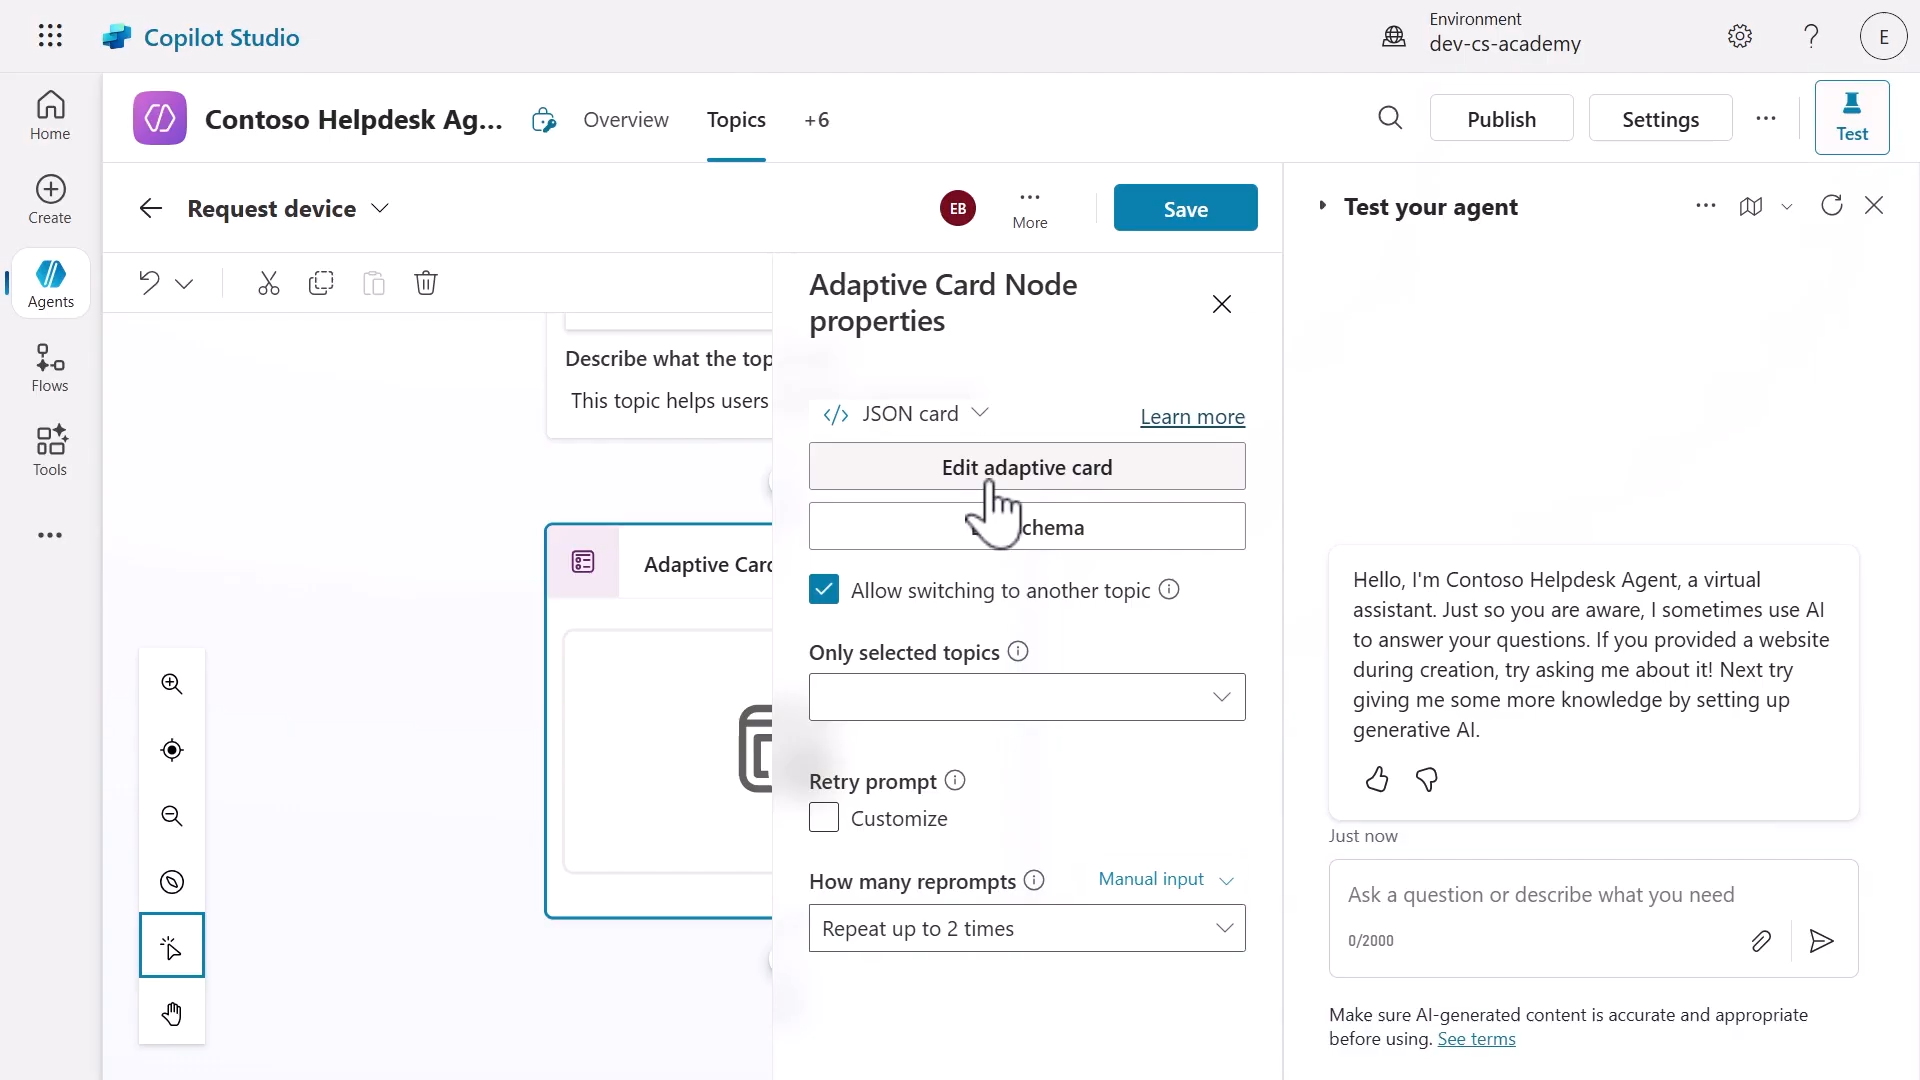 Copilot Studio
Environment
dev-cs-academy
E
Home
Create
Agents
Flows
Tools
Contoso Helpdesk Ag...
Overview
Topics
+6
Publish
Settings
Test
Request device
EB
More
Save
Describe what the top
This topic helps users
Adaptive Card
Adaptive Card Node
properties
JSON card
Learn more
Edit adaptive card
chema
Allow switching to another topic
Only selected topics
Retry prompt
Customize
How many reprompts
Manual input
Repeat up to 2 times
Test your agent
Hello, I'm Contoso Helpdesk Agent, a virtual
assistant. Just so you are aware, I sometimes use AI
to answer your questions. If you provided a website
during creation, try asking me about it! Next try
giving me some more knowledge by setting up
generative AI.
Just now
Ask a question or describe what you need
0/2000
Make sure AI-generated content is accurate and appropriate
before using. See terms